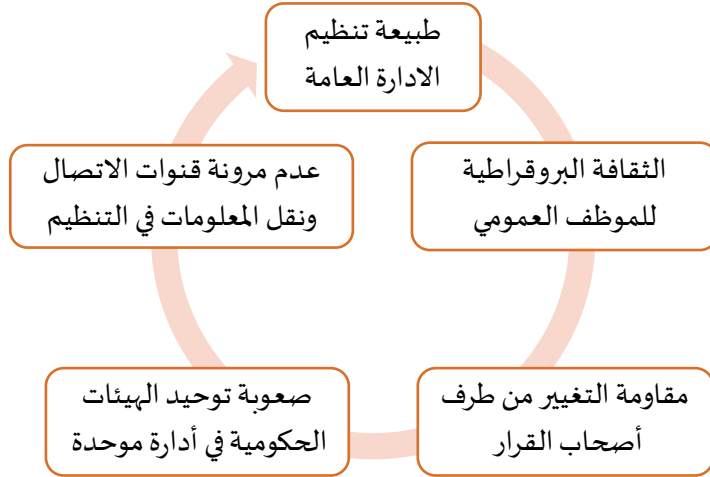 طبيعة تنظيم
الادارة العامة
الثقافة البروقراطية
للموظف العمومي
مقاومة التغيير من طرف
أصحاب القرار
صعوبة توحيد الهيئات
الحكومية في أدارة موحدة
عدم مرونة قنوات الاتصال
ونقل المعلومات في التنظيم